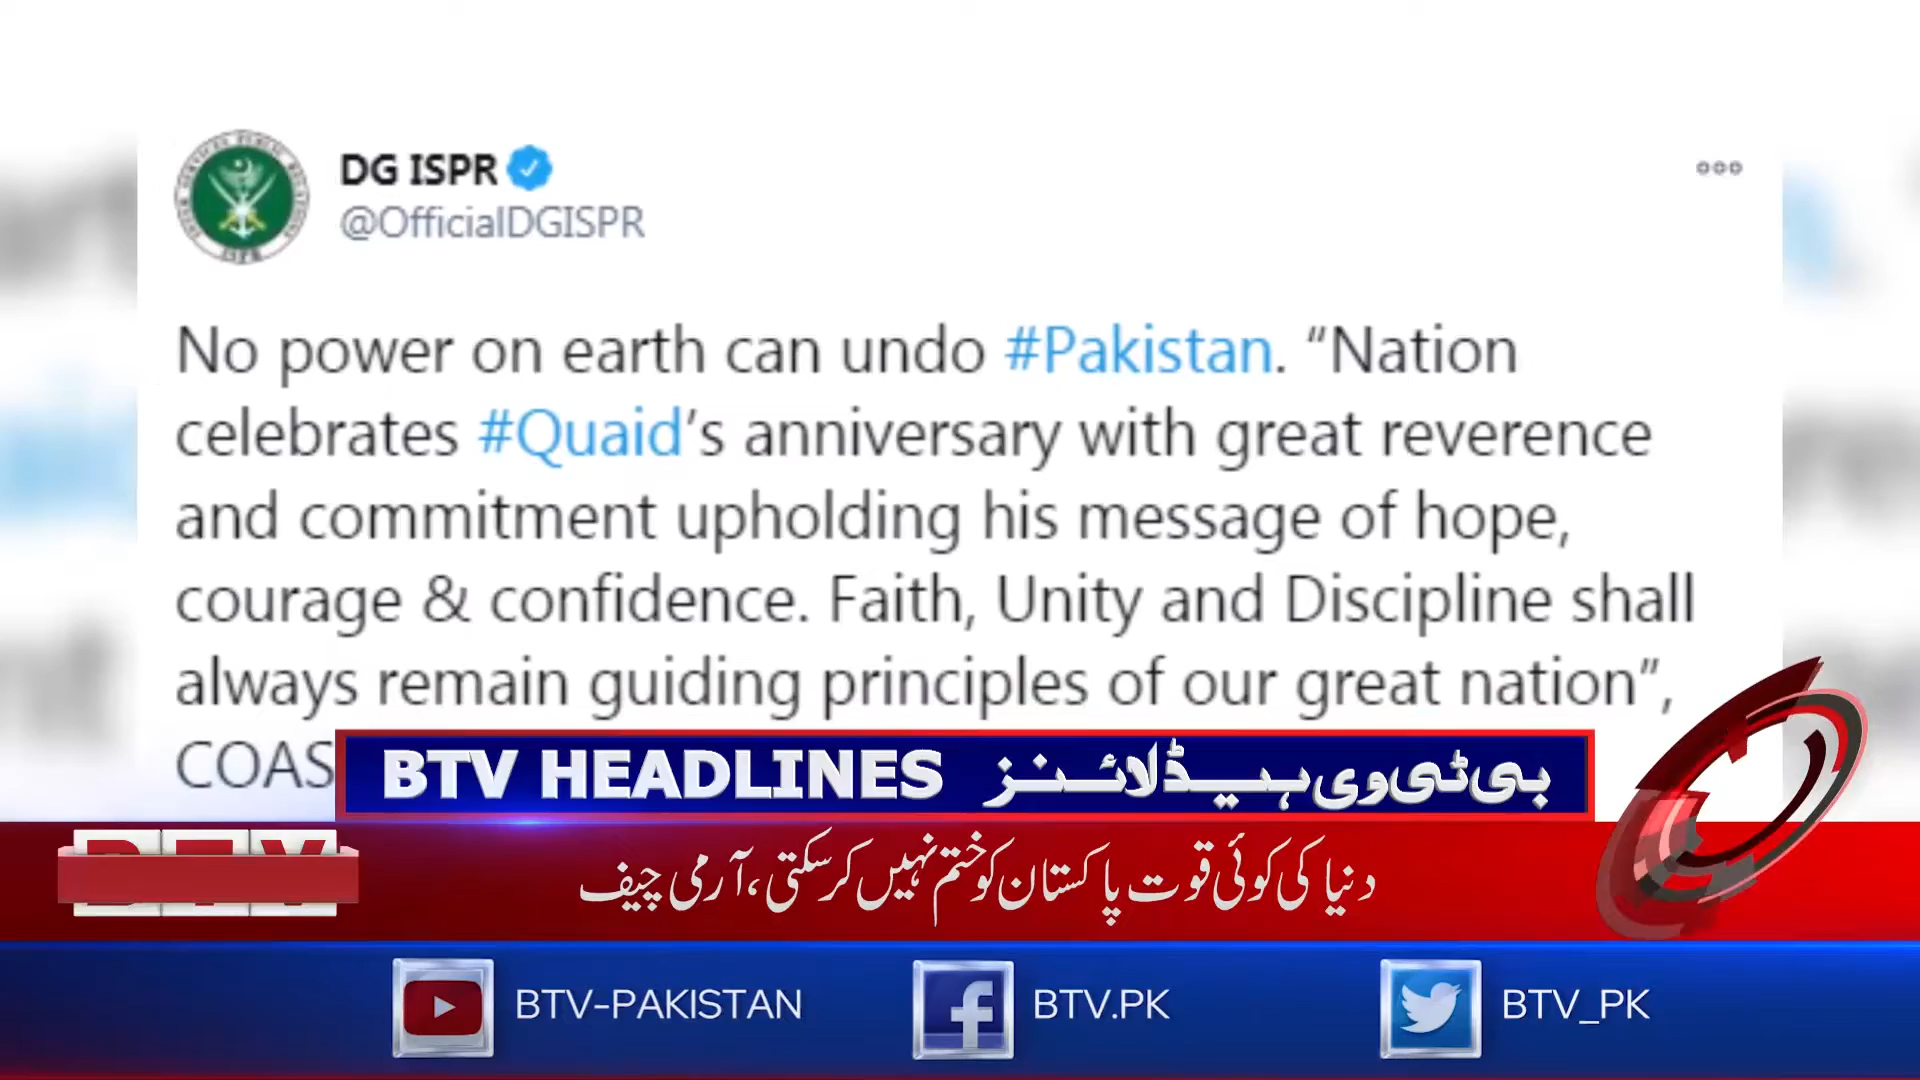 DG ISPR
@OfficialDGISPR
No power on earth can undo #Pakistan. “Nation
celebrates #Quaid’s anniversary with great reverence
and commitment upholding his message of hope,
courage & confidence. Faith, Unity and Discipline shall
always remain guiding principles of our great nation”,
COAS
BTV HEADLINES بی ٹی وی ہیڈلائنز
دنیا کی کوئی قوت پاکستان کو ختم نہیں کرسکتی، آرمی چیف
BTV-PAKISTAN
BTV.PK
BTV_PK